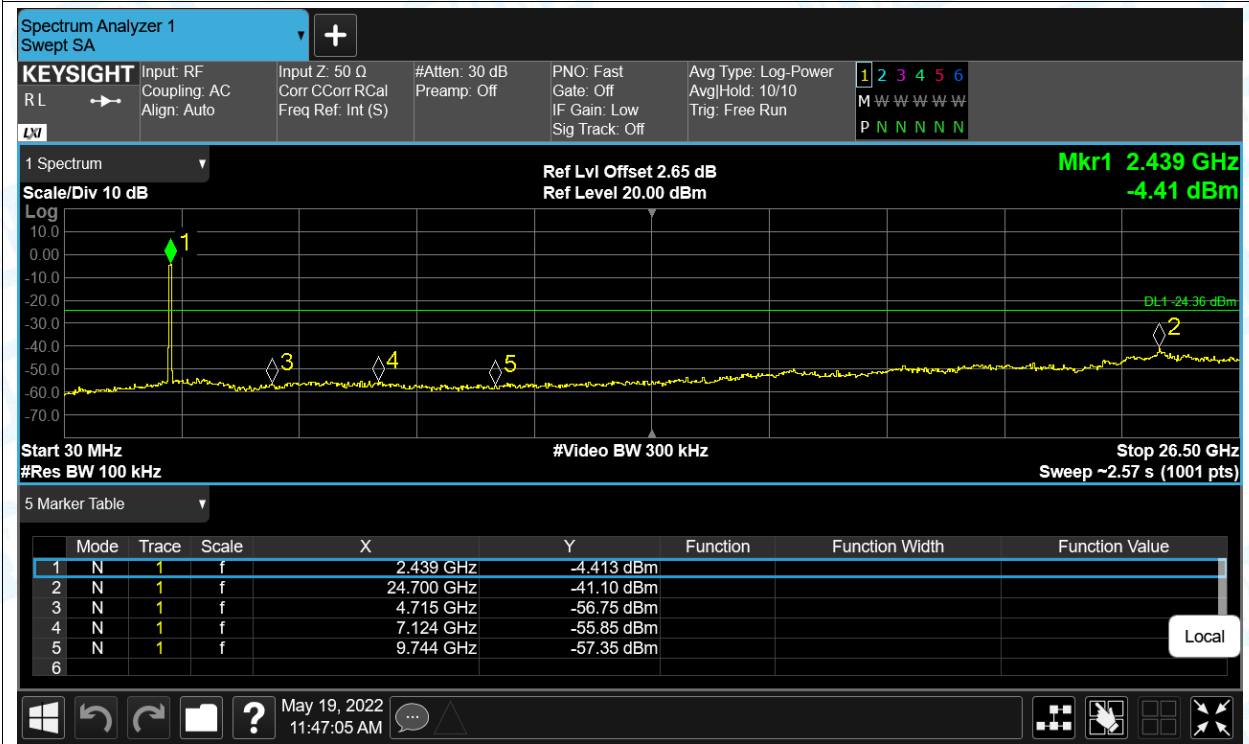 Spectrum Analyzer 1
Swept SA
KEYSIGHT
R L
LXI
Input: RF
Coupling: AC
Align: Auto
Input Z: 50 Ω
Corr CCorr RCal
Freq Ref: Int (S)
#Atten: 30 dB
Preamp: Off
PNO: Fast
Gate: Off
IF Gain: Low
Sig Track: Off
Avg Type: Log-Power
Avg|Hold: 10/10
Trig: Free Run
1 2 3 4 5 6
M W W W W W
P N N N N N
1 Spectrum
Scale/Div 10 dB
Ref Lvl Offset 2.65 dB
Ref Level 20.00 dBm
Mkr1 2.439 GHz
-4.41 dBm
Log
10.0
0.00
-10.0
-20.0
-30.0
-40.0
-50.0
-60.0
-70.0
1
DL1 -24.36 dBm
2
3
4
5
Start 30 MHz
#Res BW 100 kHz
#Video BW 300 kHz
Stop 26.50 GHz
Sweep ~2.57 s (1001 pts)
5 Marker Table
Mode Trace Scale X Y Function Function Width Function Value
1 N 1 f 2.439 GHz -4.413 dBm
2 N 1 f 24.700 GHz -41.10 dBm
3 N 1 f 4.715 GHz -56.75 dBm
4 N 1 f 7.124 GHz -55.85 dBm
5 N 1 f 9.744 GHz -57.35 dBm
6
Local
?
May 19, 2022
11:47:05 AM